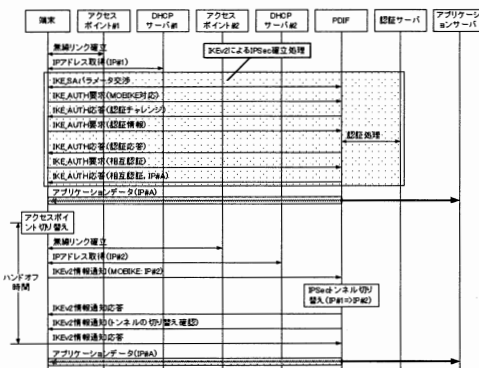 端末
アクセス
ポイント#1
DHCP
サーバ#1
アクセス
ポイント#2
DHCP
サーバ#2
PDIF
認証サーバ
アプリケーシ
ョンサーバ
無線リンク確立
IKEv2によるIPSec確立処理
IPアドレス取得(IP#1)
IKE_SAパラメータ交渉
IKE_AUTH要求(MOBIKE対応)
IKE_AUTH応答(認証チャレンジ)
IKE_AUTH要求(認証情報)
認証処理
IKE_AUTH応答(認証応答)
IKE_AUTH要求(相互認証)
IKE_AUTH応答(相互認証, IP#A)
アプリケーションデータ(IP#A)
アクセスポイ
ント切り替え
無線リンク確立
IPアドレス取得(IP#2)
IKEv2情報通知(MOBIKE: IP#2)
ハンドオフ
時間
IPSecトンネル切り
替え(IP#1=>IP#2)
IKEv2情報通知応答
IKEv2情報通知(トンネルの切り替え確認)
IKEv2情報通知応答
アプリケーションデータ(IP#A)